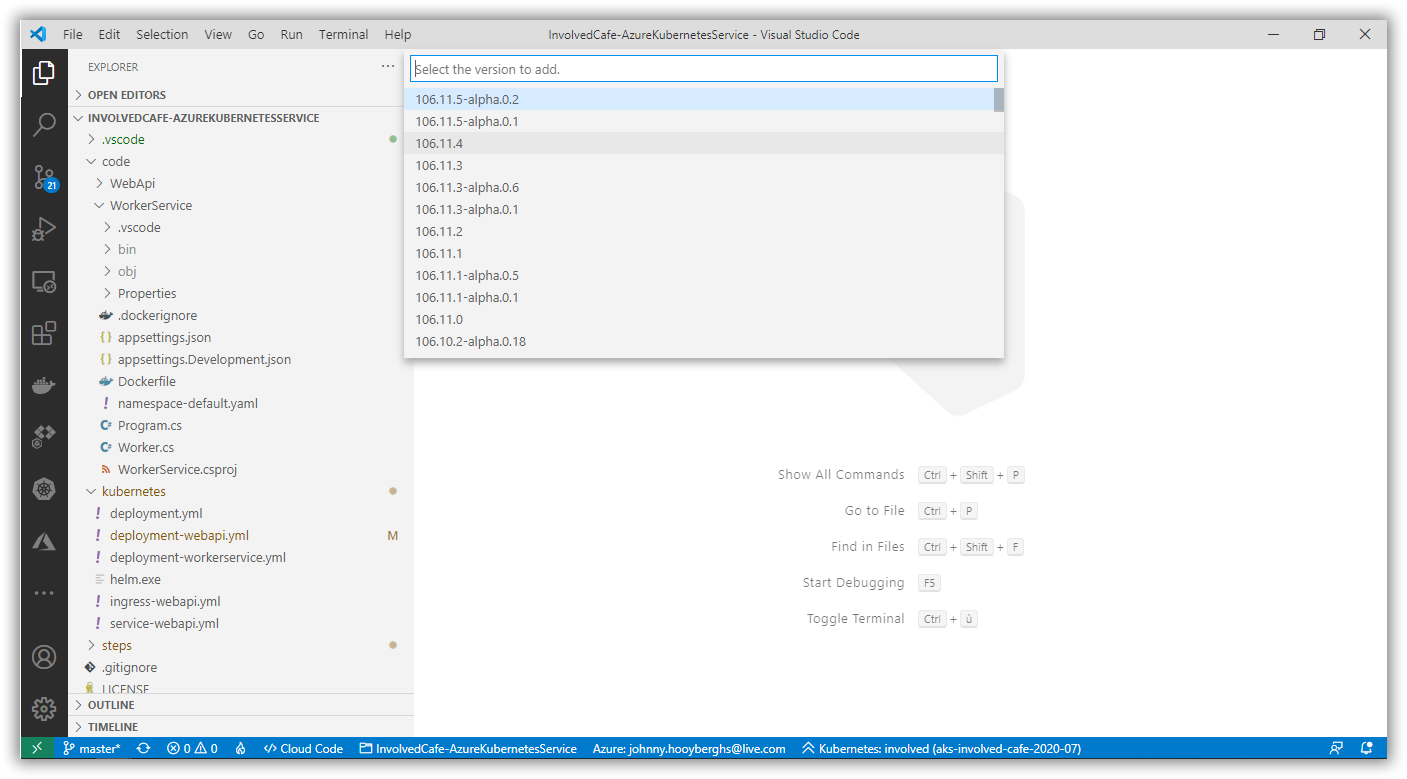 File Edit Selection View Go Run Terminal Help
InvolvedCafe-AzureKubernetesService - Visual Studio Code
21
EXPLORER
OPEN EDITORS
INVOLVEDCAFE-AZUREKUBERNETESSERVICE
.vscode
code
WebApi
WorkerService
.vscode
bin
obj
Properties
.dockerignore
{} appsettings.json
{} appsettings.Development.json
Dockerfile
! namespace-default.yaml
C# Program.cs
C# Worker.cs
WorkerService.csproj
kubernetes
! deployment.yml
! deployment-webapi.yml M
! deployment-workerservice.yml
helm.exe
! ingress-webapi.yml
! service-webapi.yml
steps
.gitignore
LICENSE
OUTLINE
TIMELINE
Select the version to add.
106.11.5-alpha.0.2
106.11.5-alpha.0.1
106.11.4
106.11.3
106.11.3-alpha.0.6
106.11.3-alpha.0.1
106.11.2
106.11.1
106.11.1-alpha.0.5
106.11.1-alpha.0.1
106.11.0
106.10.2-alpha.0.18
Show All Commands Ctrl + Shift + P
Go to File Ctrl + P
Find in Files Ctrl + Shift + F
Start Debugging F5
Toggle Terminal Ctrl + ù
master* 0 0 Cloud Code InvolvedCafe-AzureKubernetesService Azure: johnny.hooyberghs@live.com Kubernetes: involved (aks-involved-cafe-2020-07)